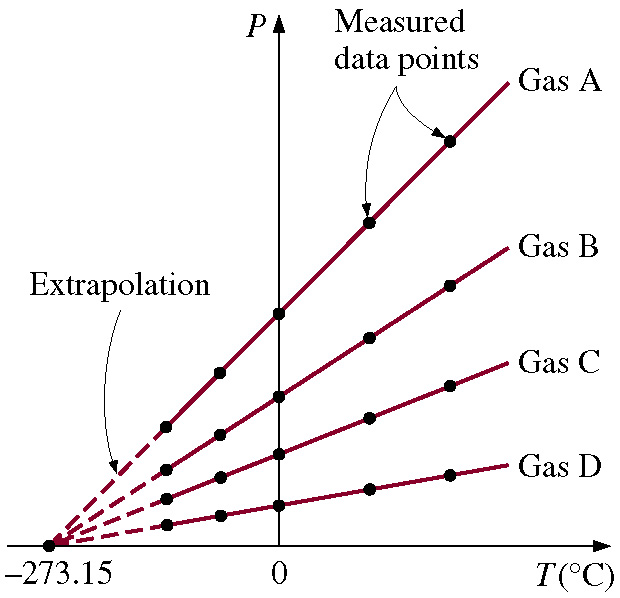 P
Measured
data points
Gas A
Gas B
Extrapolation
Gas C
Gas D
–273.15
0
T(°C)